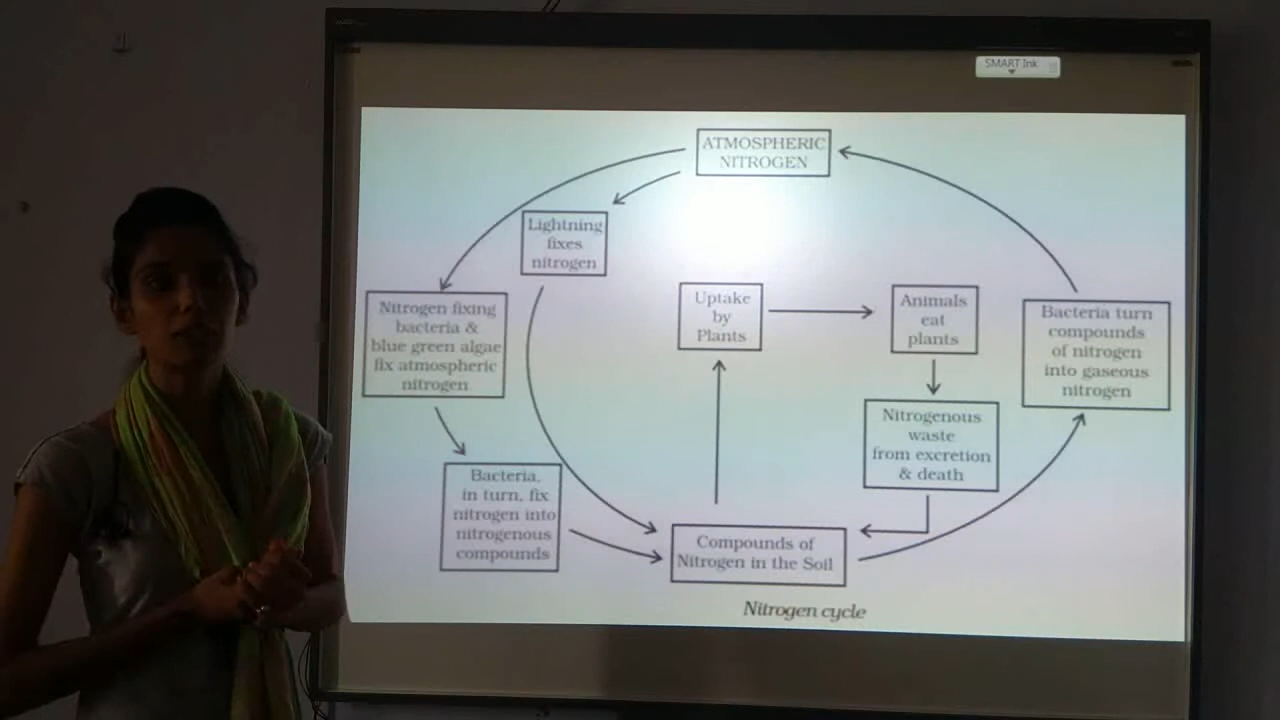 SMART Ink
ATMOSPHERIC
NITROGEN
Lightning
fixes
nitrogen
Nitrogen fixing
bacteria &
blue green algae
fix atmospheric
nitrogen
Uptake
by
Plants
Animals
eat
plants
Bacteria turn
compounds
of nitrogen
into gaseous
nitrogen
Nitrogenous
waste
from excretion
& death
Bacteria,
in turn, fix
nitrogen into
nitrogenous
compounds
Compounds of
Nitrogen in the Soil
Nitrogen cycle